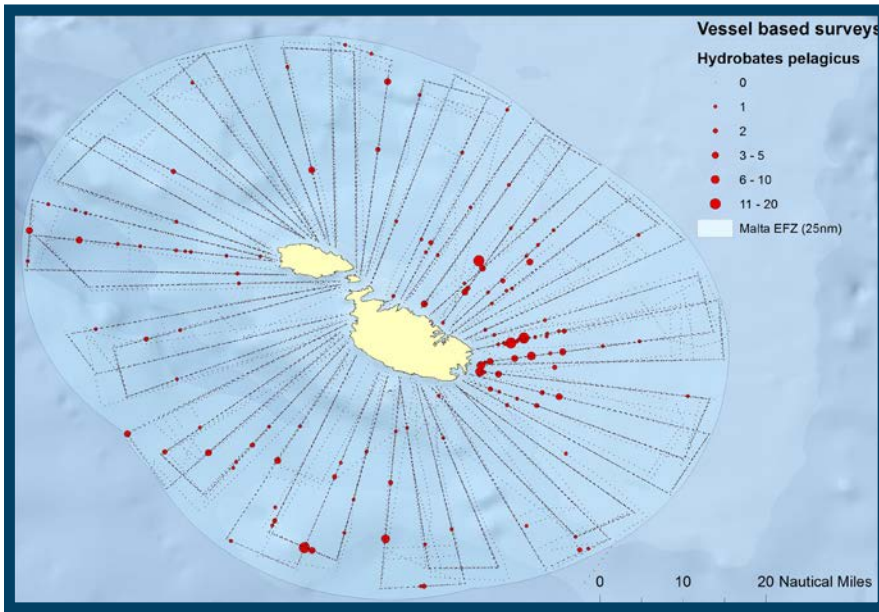 Vessel based surveys
Hydrobates pelagicus
0
1
2
3 - 5
6 - 10
11 - 20
Malta EFZ (25nm)
0 10 20 Nautical Miles